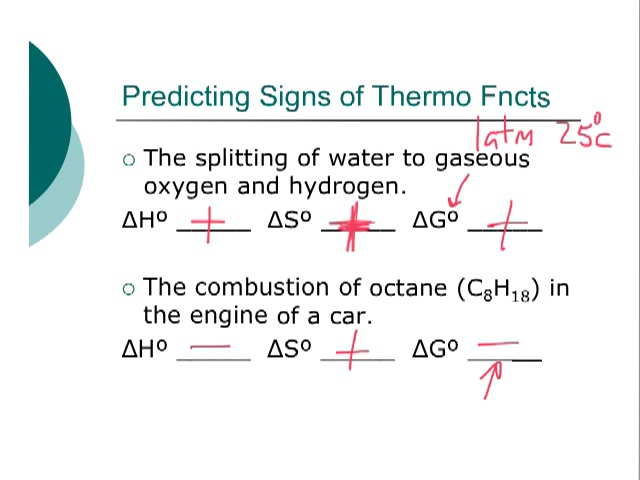 Predicting Signs of Thermo Fncts
1atm 25°C
The splitting of water to gaseous
oxygen and hydrogen.
ΔHº + ΔSº + ΔGº +
The combustion of octane (C₈H₁₈) in
the engine of a car.
ΔHº − ΔSº + ΔGº −